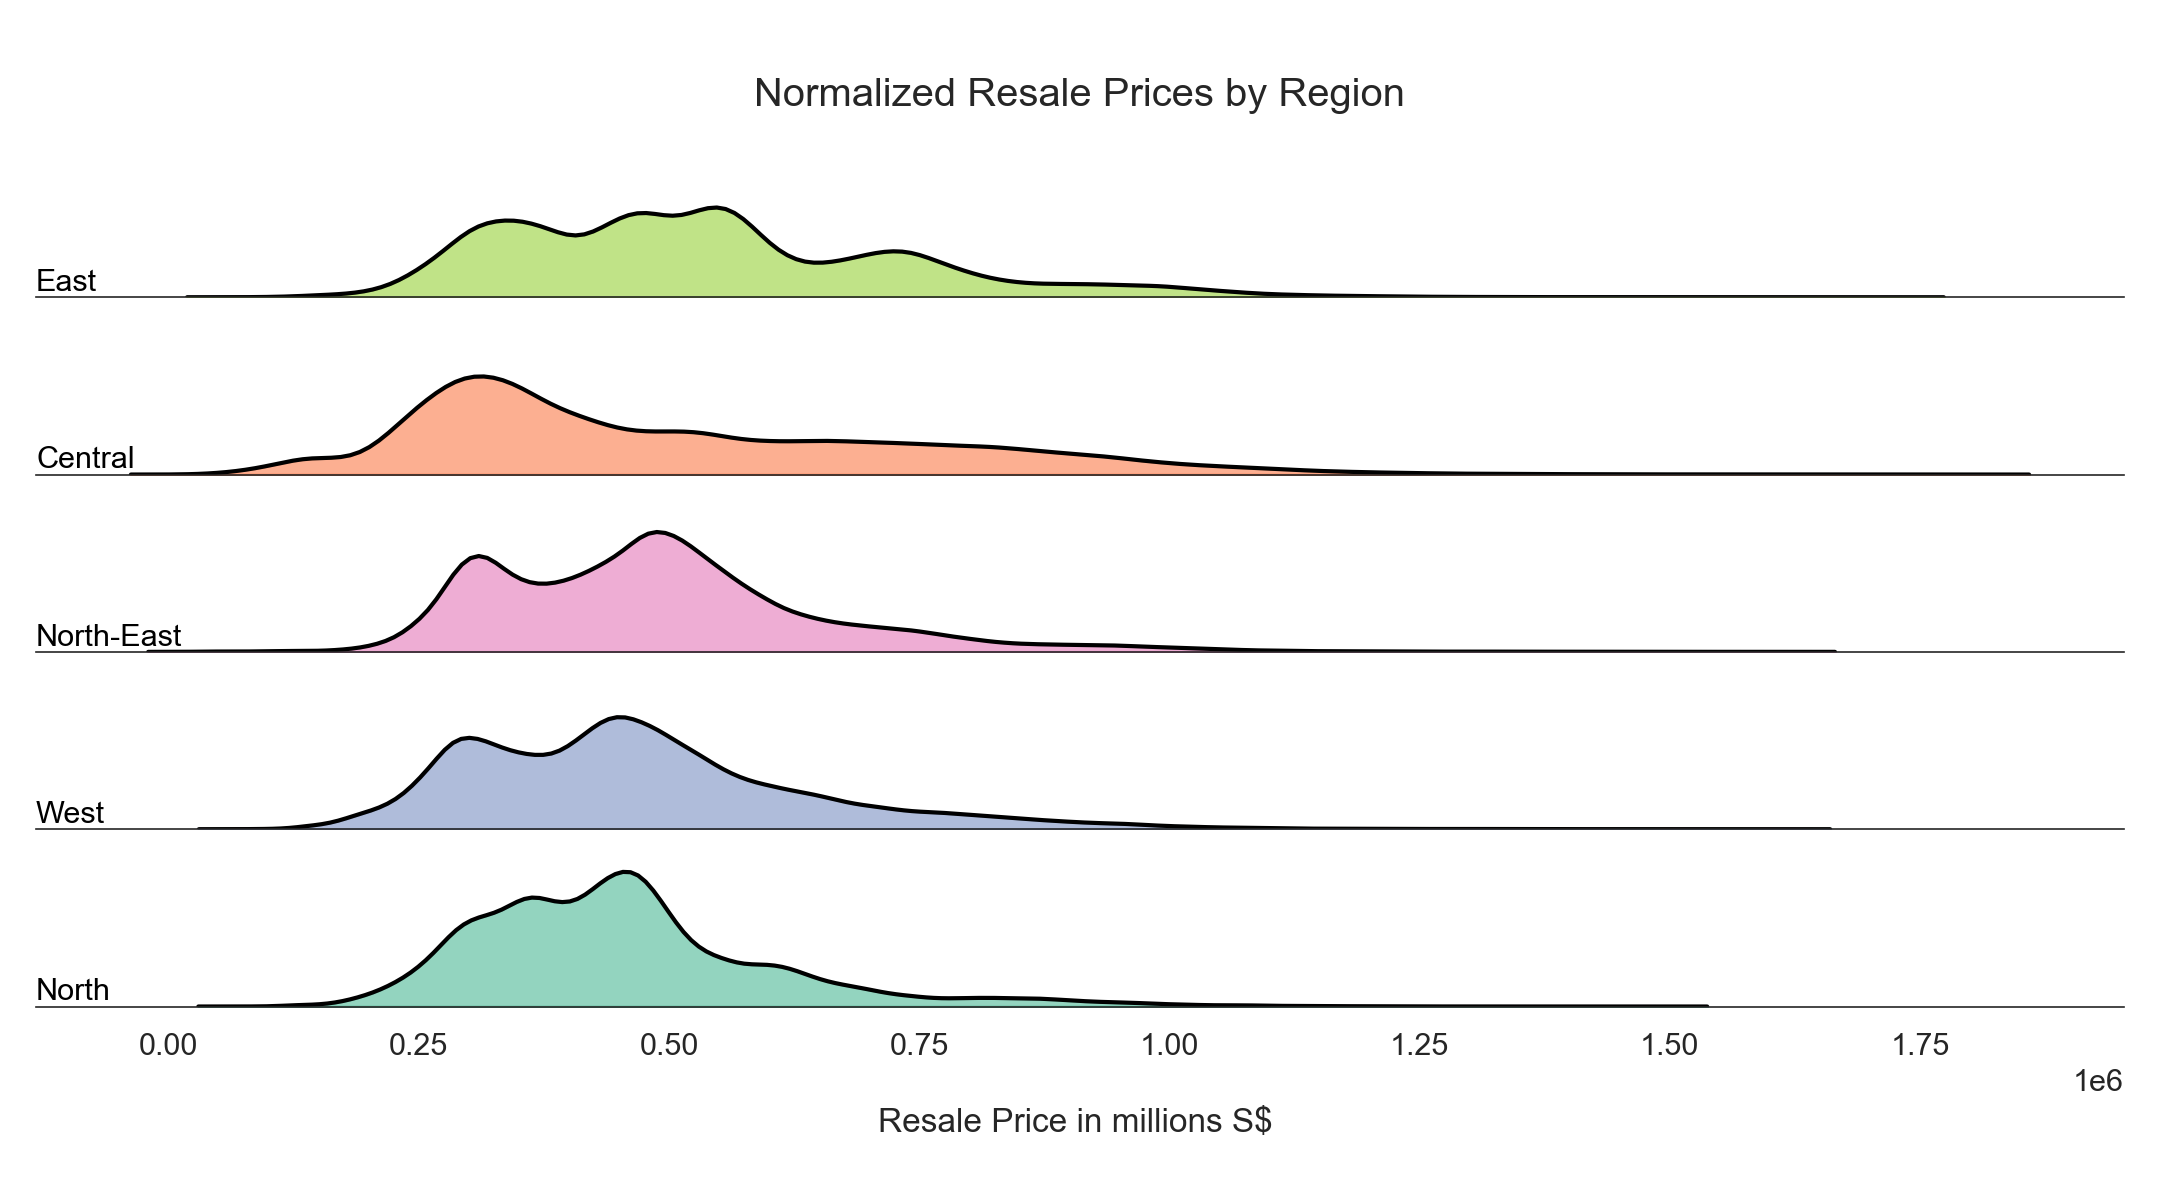 Normalized Resale Prices by Region
East
Central
North-East
West
North
0.00 0.25 0.50 0.75 1.00 1.25 1.50 1.75
1e6
Resale Price in millions S$